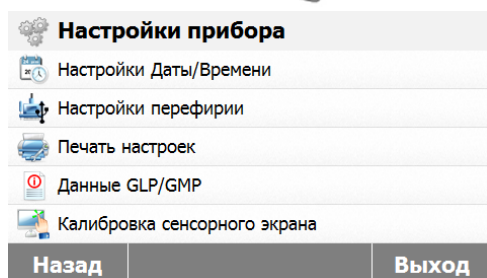 Настройки прибора
Настройки Даты/Времени
Настройки перефирии
Печать настроек
Данные GLP/GMP
Калибровка сенсорного экрана
Назад Выход